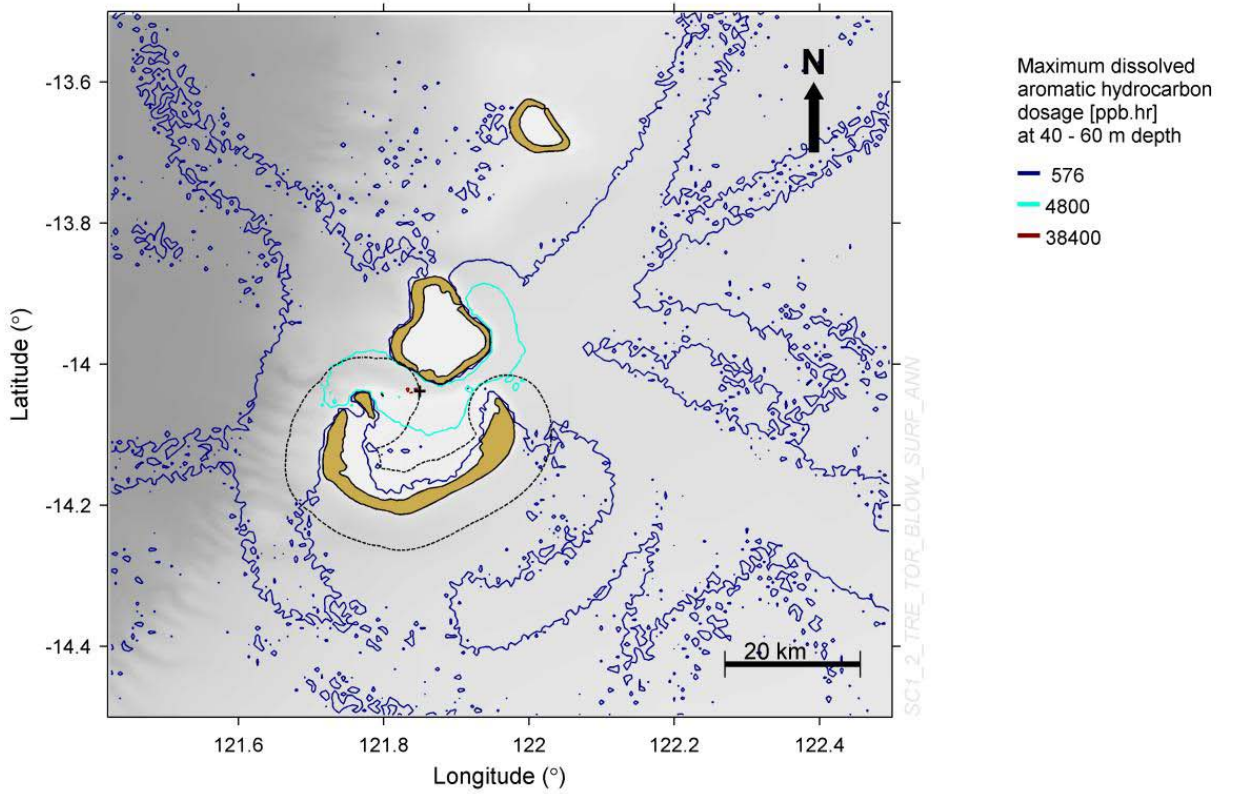 N
Maximum dissolved
aromatic hydrocarbon
dosage [ppb.hr]
at 40 - 60 m depth
576
4800
38400
-13.6
-13.8
-14
-14.2
-14.4
Latitude (°)
20 km
SC1_2_TRE_TOR_BLOW_SURF_ANN
121.6
121.8
122
122.2
122.4
Longitude (°)